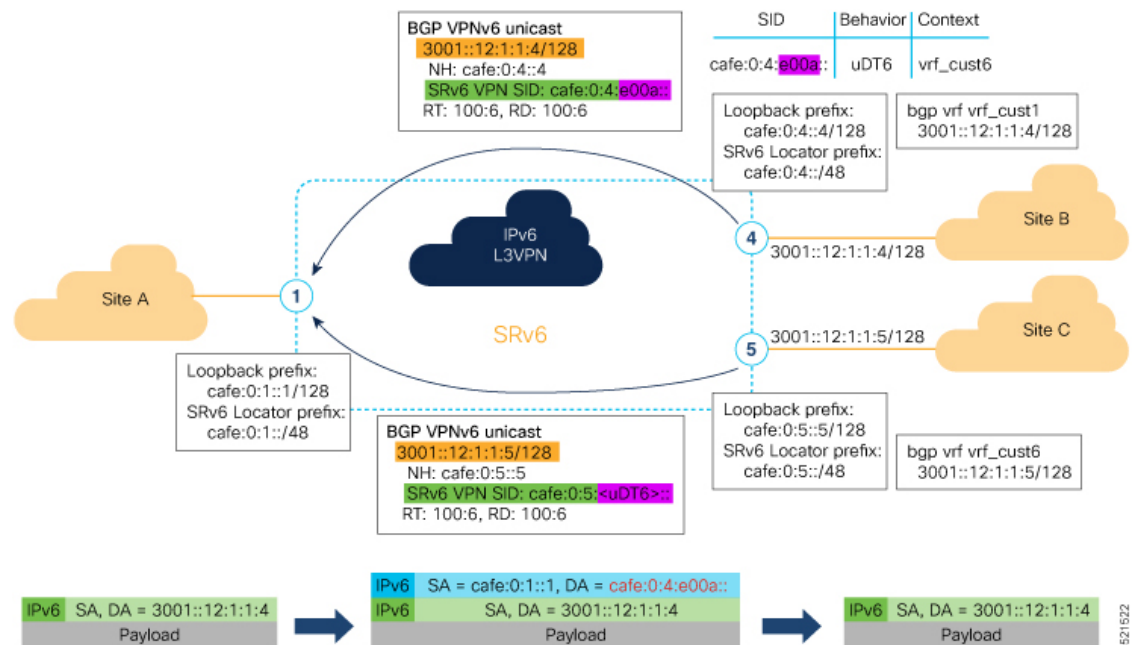 BGP VPNv6 unicast
3001::12:1:1:4/128
NH: cafe:0:4::4
SRv6 VPN SID: cafe:0:4:e00a::
RT: 100:6, RD: 100:6
SID Behavior Context
cafe:0:4:e00a:: uDT6 vrf_cust6
Loopback prefix:
cafe:0:4::4/128
SRv6 Locator prefix:
cafe:0:4::/48
bgp vrf vrf_cust1
3001::12:1:1:4/128
IPv6
L3VPN
4
3001::12:1:1:4/128
Site B
Site A
1
SRv6
5
3001::12:1:1:5/128
Site C
Loopback prefix:
cafe:0:1::1/128
SRv6 Locator prefix:
cafe:0:1::/48
BGP VPNv6 unicast
3001::12:1:1:5/128
NH: cafe:0:5::5
SRv6 VPN SID: cafe:0:5:<uDT6>::
RT: 100:6, RD: 100:6
Loopback prefix:
cafe:0:5::5/128
SRv6 Locator prefix:
cafe:0:5::/48
bgp vrf vrf_cust6
3001::12:1:1:5/128
IPv6 SA, DA = 3001::12:1:1:4
Payload
IPv6 SA = cafe:0:1::1, DA = cafe:0:4:e00a::
IPv6 SA, DA = 3001::12:1:1:4
Payload
IPv6 SA, DA = 3001::12:1:1:4
Payload
521522